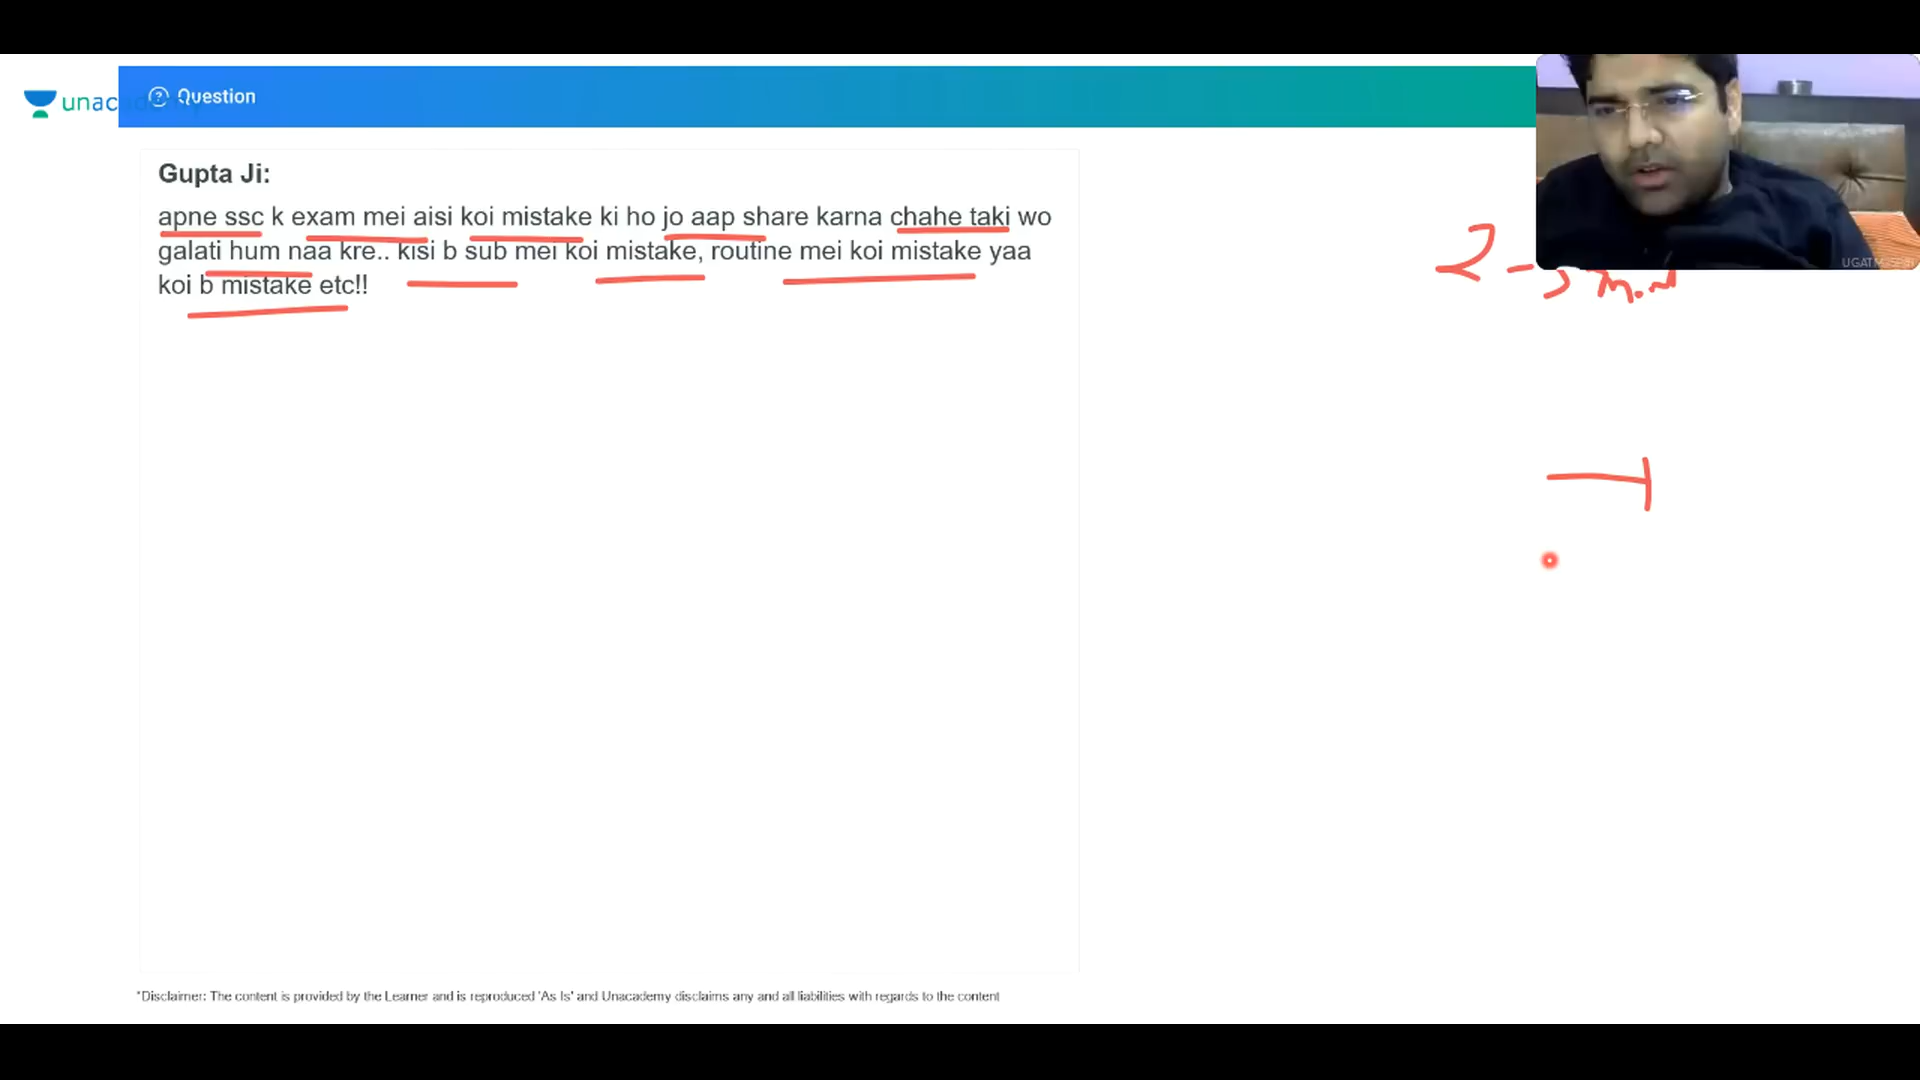 unacademy
? Question
Gupta Ji:
apne ssc k exam mei aisi koi mistake ki ho jo aap share karna chahe taki wo
galati hum naa kre.. kisi b sub mei koi mistake, routine mei koi mistake yaa
koi b mistake etc!!
2 -
UGATM3SPIN
*Disclaimer: The content is provided by the Learner and is reproduced 'As Is' and Unacademy disclaims any and all liabilities with regards to the content